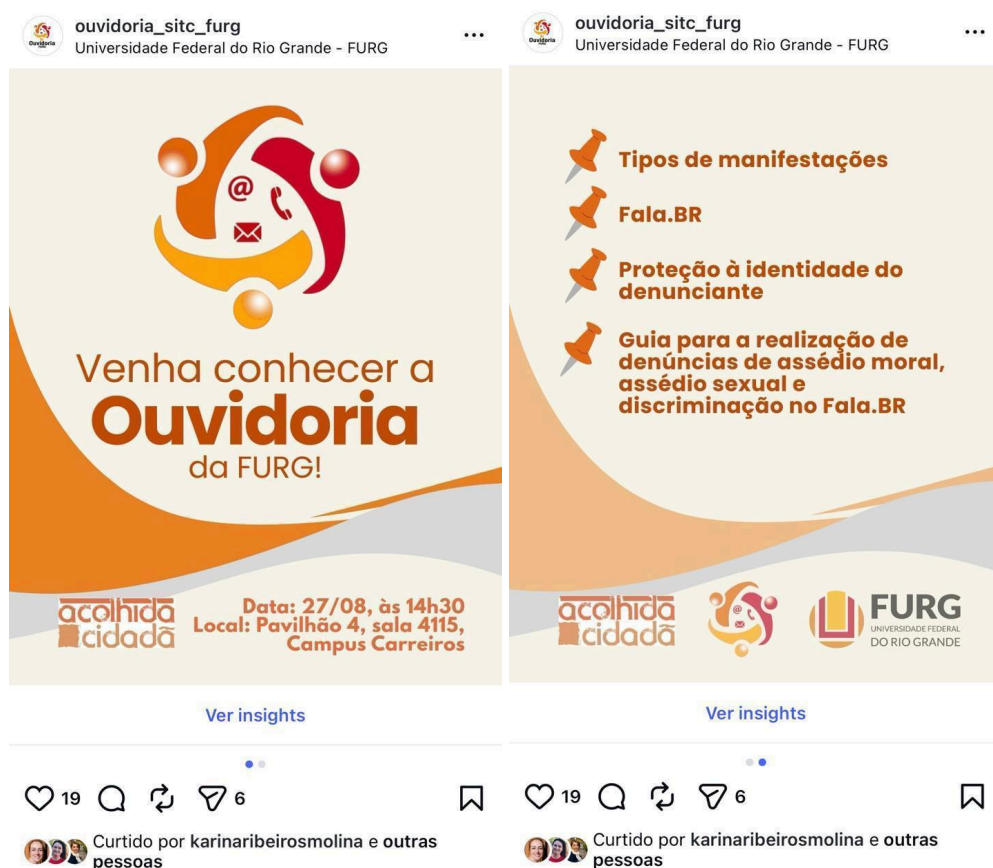 ouvidoria_sitc_furg
Universidade Federal do Rio Grande - FURG
Ouvidoria
@
Venha conhecer a
Ouvidoria
da FURG!
acolhida
cidadã
Data: 27/08, às 14h30
Local: Pavilhão 4, sala 4115,
Campus Carreiros
Ver insights
19
6
Curtido por karinaribeirosmolina e outras
pessoas
ouvidoria_sitc_furg
Universidade Federal do Rio Grande - FURG
Ouvidoria
Tipos de manifestações
Fala.BR
Proteção à identidade do
denunciante
Guia para a realização de
denúncias de assédio moral,
assédio sexual e
discriminação no Fala.BR
acolhida
cidadã
@
FURG
UNIVERSIDADE FEDERAL
DO RIO GRANDE
Ver insights
19
6
Curtido por karinaribeirosmolina e outras
pessoas